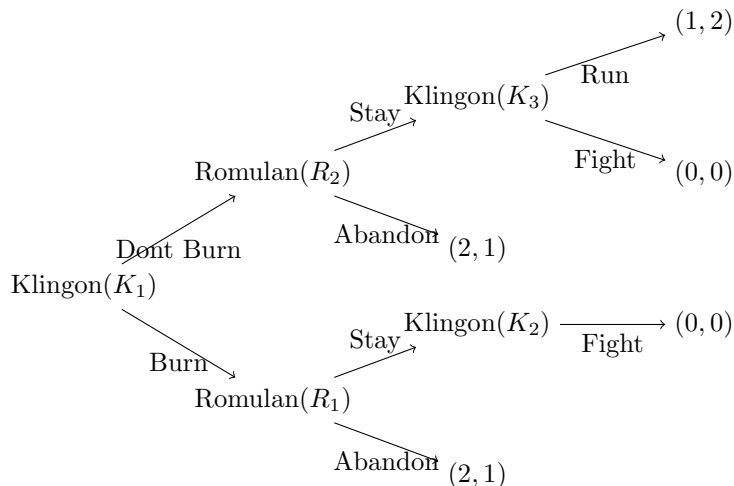 (1, 2)
Run
Klingon(K₃)
Stay
Fight
Romulan(R₂)
(0, 0)
Abandon
Dont Burn
(2, 1)
Klingon(K₁)
Klingon(K₂)
(0, 0)
Stay
Fight
Burn
Romulan(R₁)
Abandon
(2, 1)